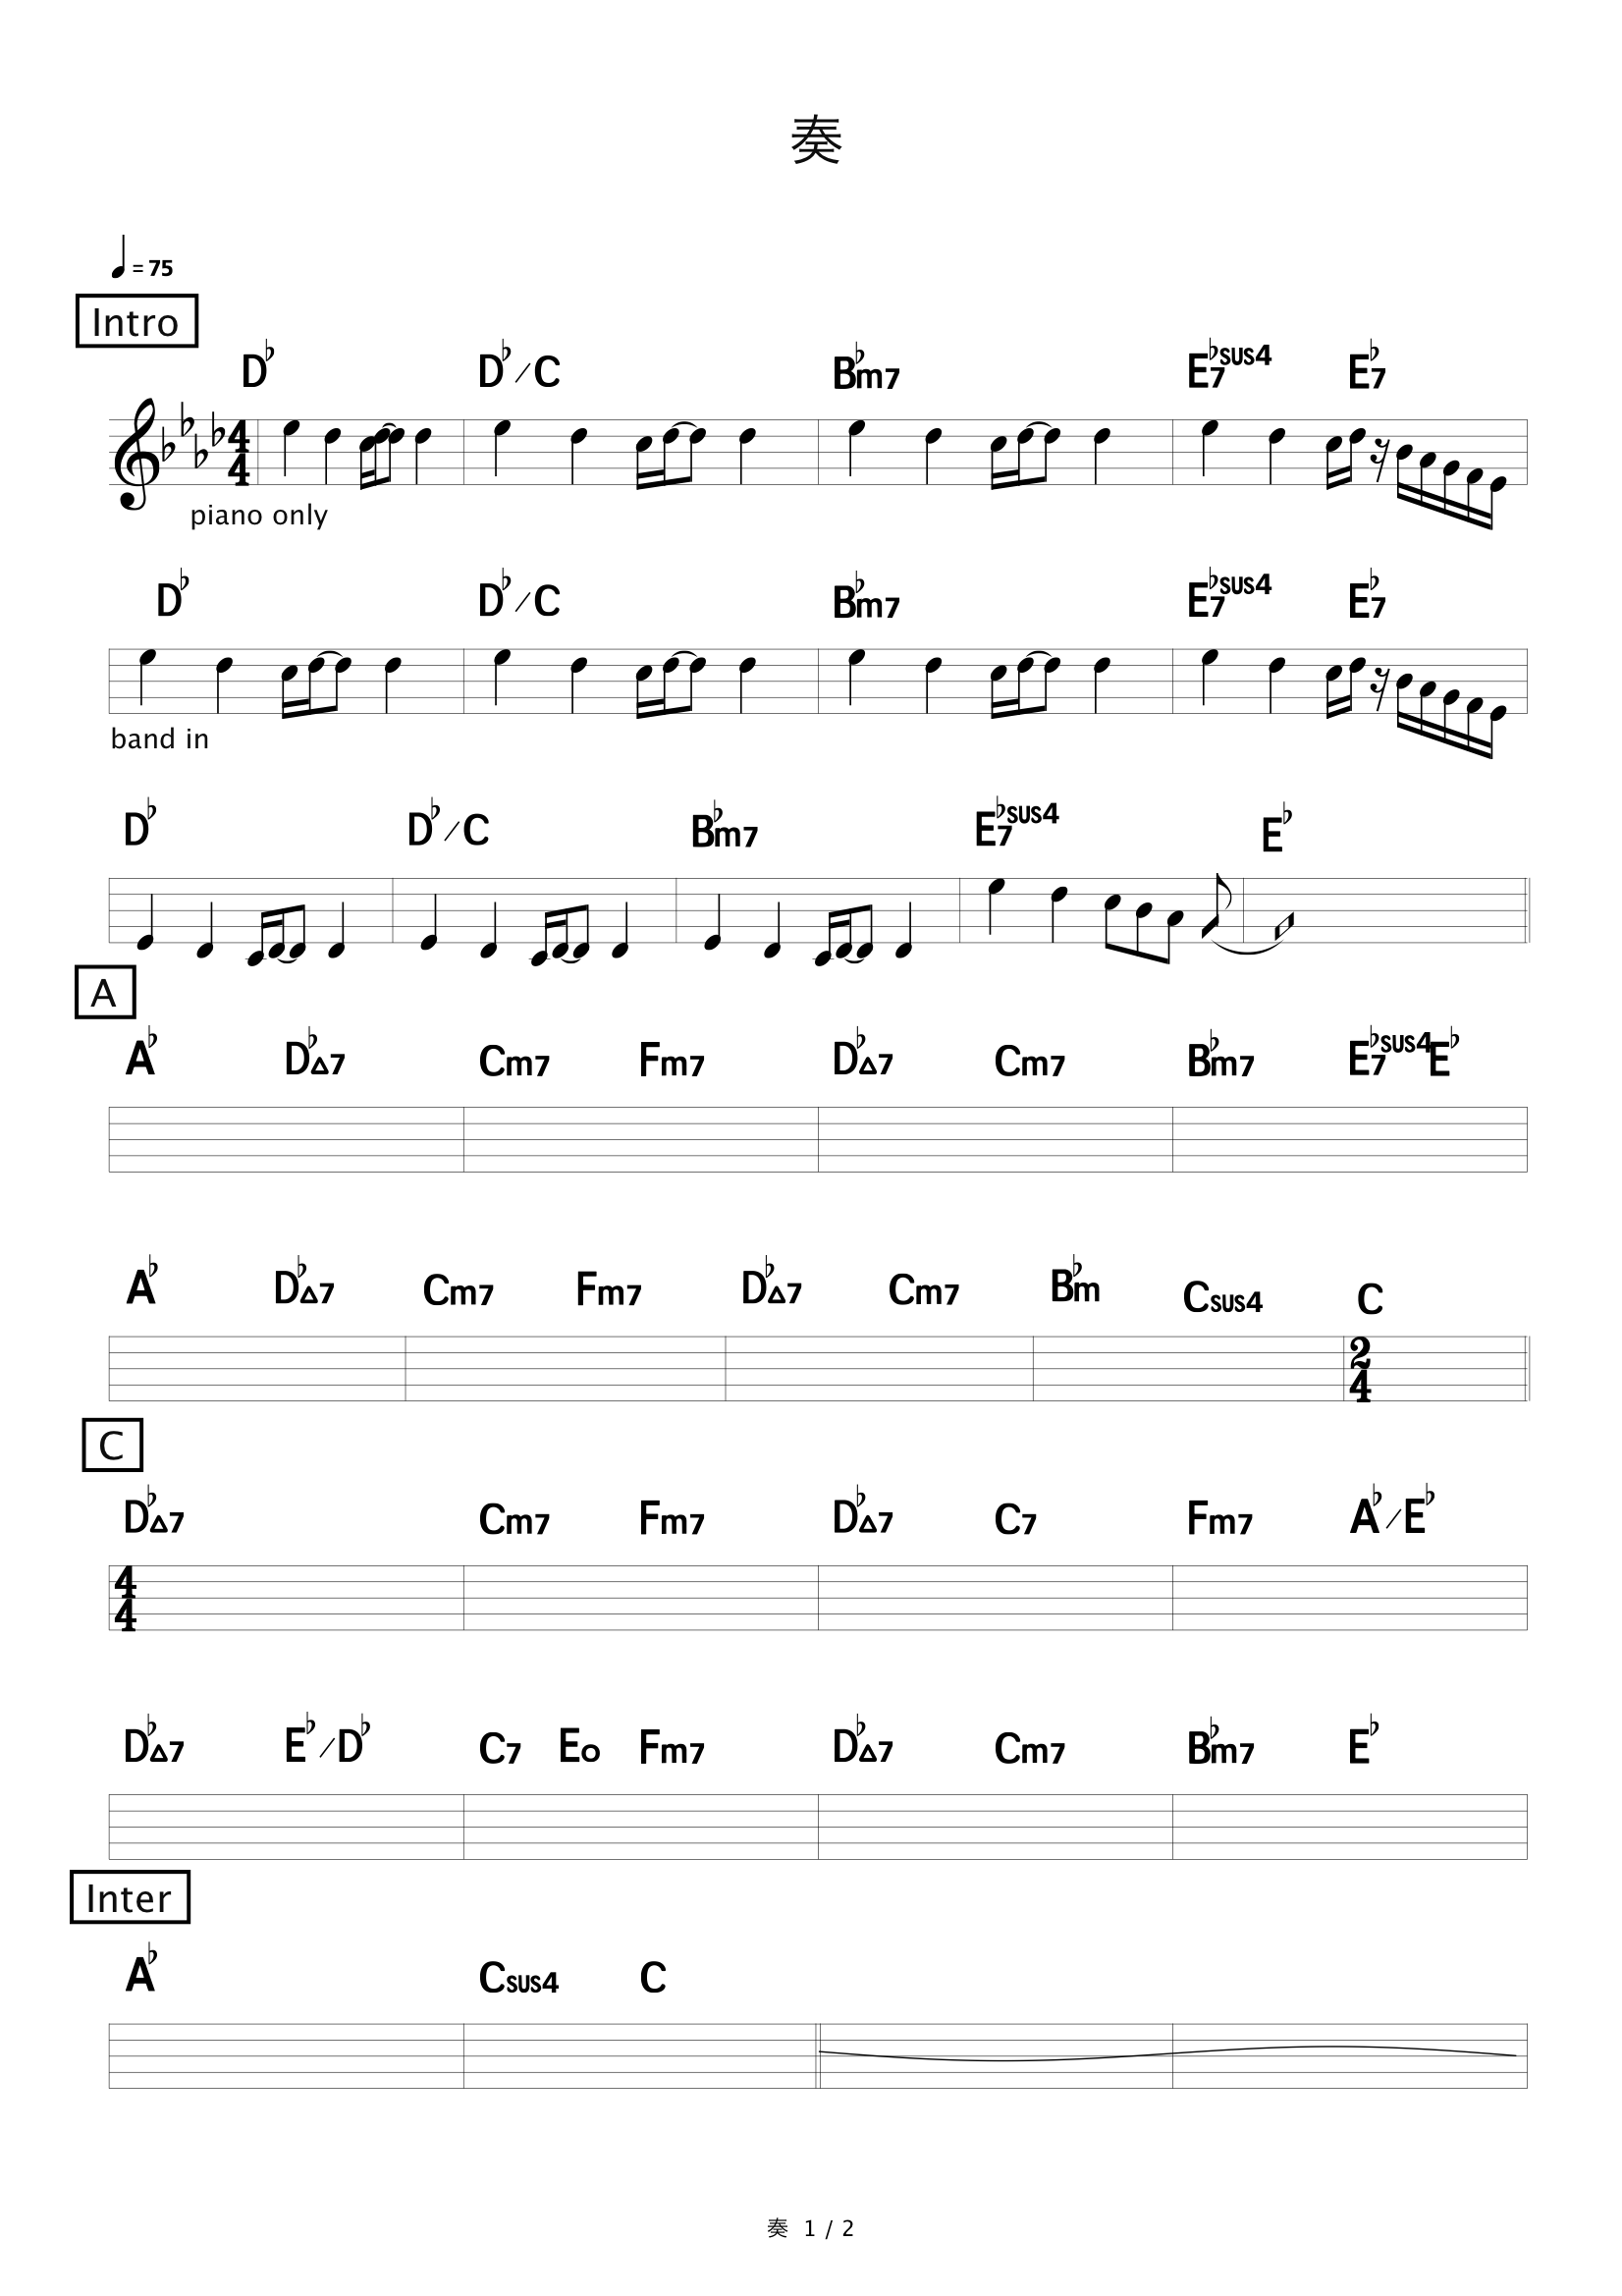 奏
= 75
Intro
D♭ D♭/C B♭m7 E♭7sus4 E♭7
4
4
piano only
D♭ D♭/C B♭m7 E♭7sus4 E♭7
band in
D♭ D♭/C B♭m7 E♭7sus4 E♭
A
A♭ D♭△7 Cm7 Fm7 D♭△7 Cm7 B♭m7 E♭7sus4 E♭
A♭ D♭△7 Cm7 Fm7 D♭△7 Cm7 B♭m Csus4 C
2
4
C
D♭△7 Cm7 Fm7 D♭△7 C7 Fm7 A♭/E♭
4
4
D♭△7 E♭/D♭ C7 Eo Fm7 D♭△7 Cm7 B♭m7 E♭
Inter
A♭ Csus4 C
奏 1 / 2